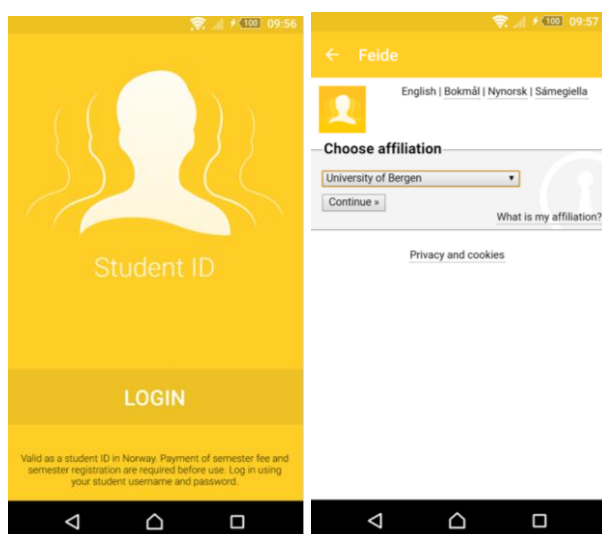 100 09:56
Student ID
LOGIN
Valid as a student ID in Norway. Payment of semester fee and
semester registration are required before use. Log in using
your student username and password.
100 09:57
← Feide
English | Bokmål | Nynorsk | Sámegiella
Choose affiliation
University of Bergen
Continue »
What is my affiliation?
Privacy and cookies